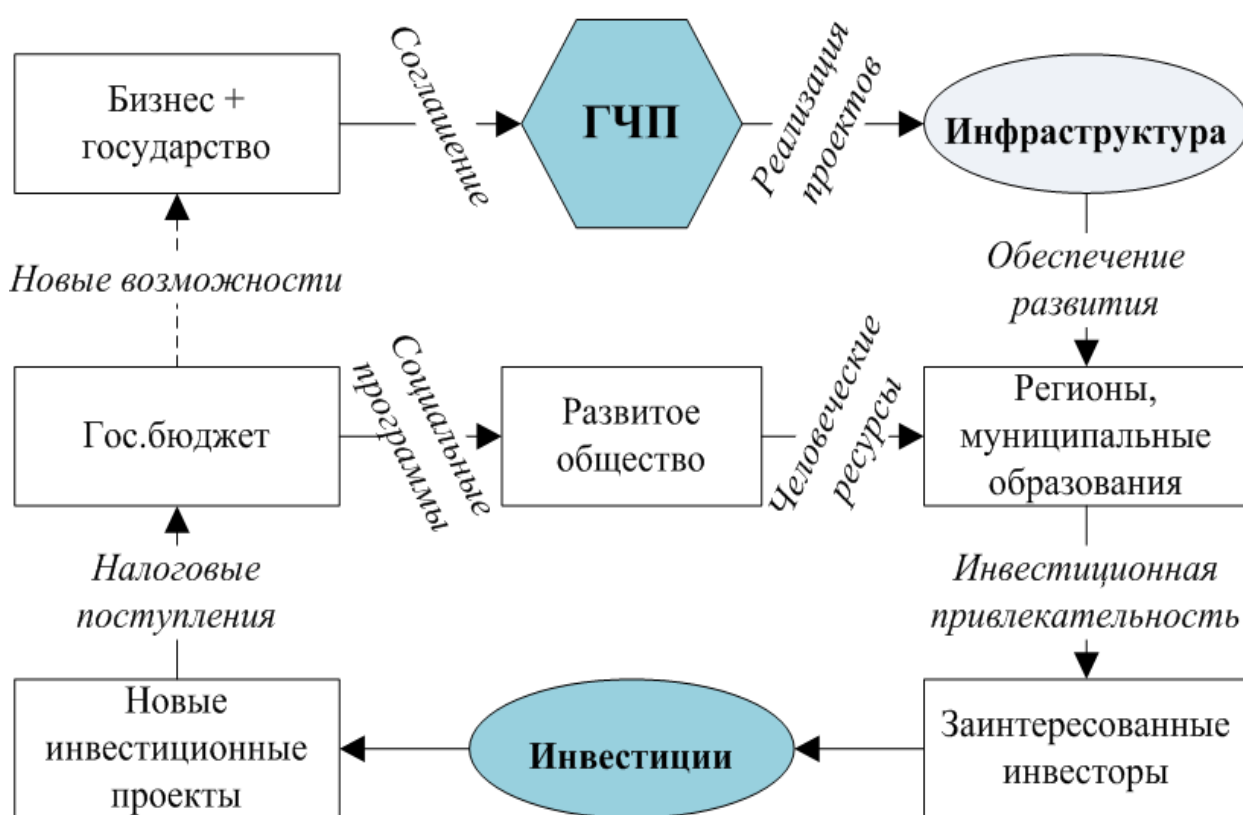 Бизнес +
государство
Соглашение
ГЧП
Реализация
проектов
Инфраструктура
Новые возможности
Обеспечение
развития
Гос.бюджет
Социальные
программы
Развитое
общество
Человеческие
ресурсы
Регионы,
муниципальные
образования
Налоговые
поступления
Инвестиционная
привлекательность
Новые
инвестиционные
проекты
Инвестиции
Заинтересованные
инвесторы